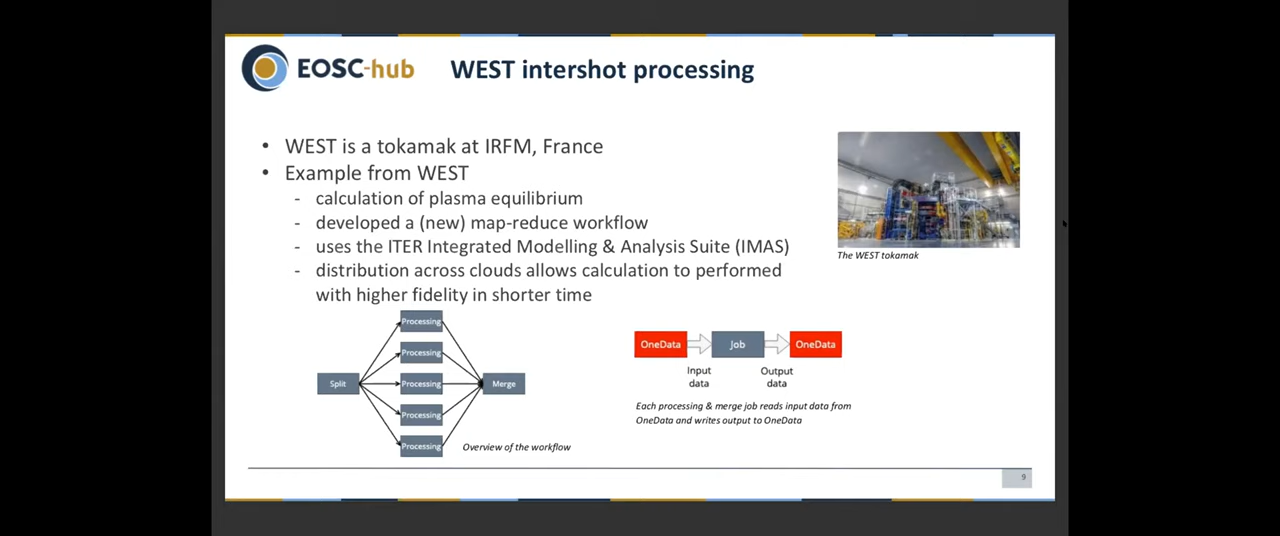 EOSC-hub
WEST intershot processing
• WEST is a tokamak at IRFM, France
• Example from WEST
- calculation of plasma equilibrium
- developed a (new) map-reduce workflow
- uses the ITER Integrated Modelling & Analysis Suite (IMAS)
- distribution across clouds allows calculation to performed
with higher fidelity in shorter time
The WEST tokamak
Split
Processing
Processing
Processing
Processing
Processing
Merge
Overview of the workflow
OneData
Job
OneData
Input
data
Output
data
Each processing & merge job reads input data from
OneData and writes output to OneData
9